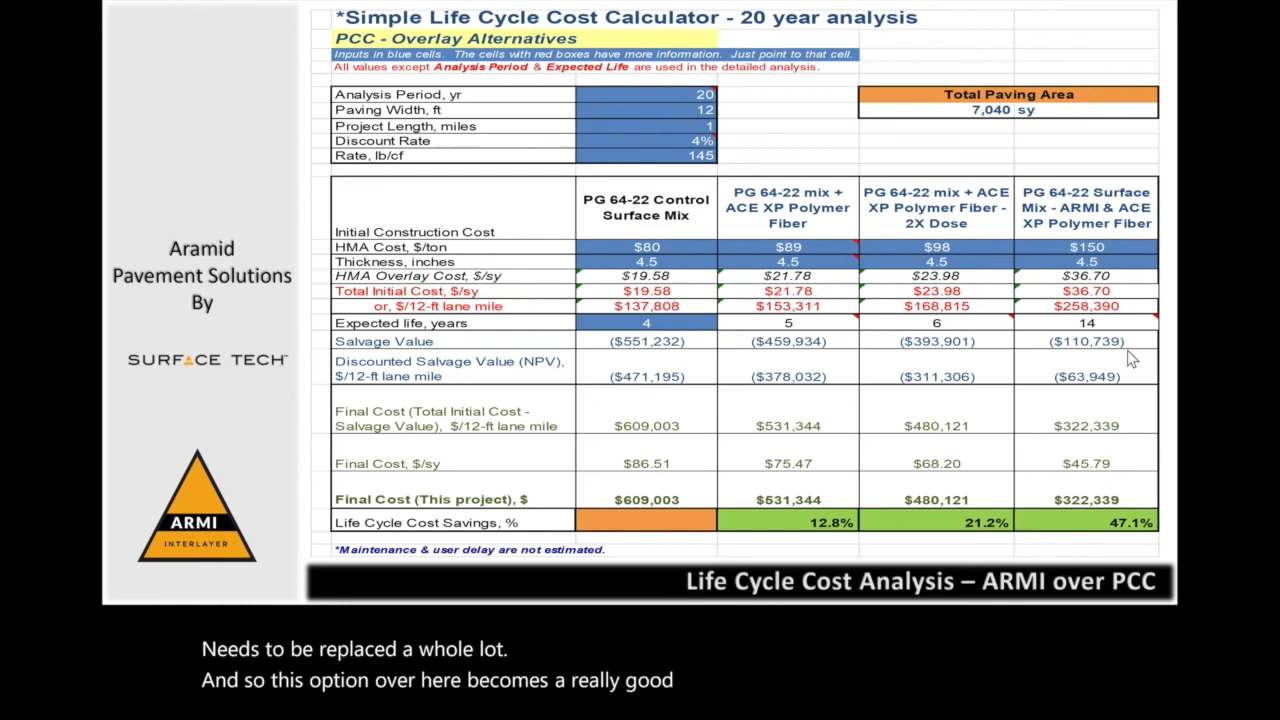 *Simple Life Cycle Cost Calculator - 20 year analysis
PCC - Overlay Alternatives
Inputs in blue cells. The cells with red boxes have more information. Just point to that cell.
All values except Analysis Period & Expected Life are used in the detailed analysis.
Analysis Period, yr 20
Paving Width, ft 12
Project Length, miles 1
Discount Rate 4%
Rate, lb/cf 145
Total Paving Area
7,040 sy
Initial Construction Cost
PG 64-22 Control
Surface Mix
PG 64-22 mix +
ACE XP Polymer
Fiber
PG 64-22 mix + ACE
XP Polymer Fiber -
2X Dose
PG 64-22 Surface
Mix - ARMI & ACE
XP Polymer Fiber
HMA Cost, $/ton $80 $89 $98 $150
Thickness, inches 4.5 4.5 4.5 4.5
HMA Overlay Cost, $/sy $19.58 $21.78 $23.98 $36.70
Total Initial Cost, $/sy $19.58 $21.78 $23.98 $36.70
or, $/12-ft lane mile $137,808 $153,311 $168,815 $258,390
Expected life, years 4 5 6 14
Salvage Value ($551,232) ($459,934) ($393,901) ($110,739)
Discounted Salvage Value (NPV),
$/12-ft lane mile ($471,195) ($378,032) ($311,306) ($63,949)
Final Cost (Total Initial Cost -
Salvage Value), $/12-ft lane mile $609,003 $531,344 $480,121 $322,339
Final Cost, $/sy $86.51 $75.47 $68.20 $45.79
Final Cost (This project), $ $609,003 $531,344 $480,121 $322,339
Life Cycle Cost Savings, % 12.8% 21.2% 47.1%
*Maintenance & user delay are not estimated.
Aramid
Pavement Solutions
By
SURFACE TECH™
ARMI
INTERLAYER
Life Cycle Cost Analysis – ARMI over PCC
Needs to be replaced a whole lot.
And so this option over here becomes a really good